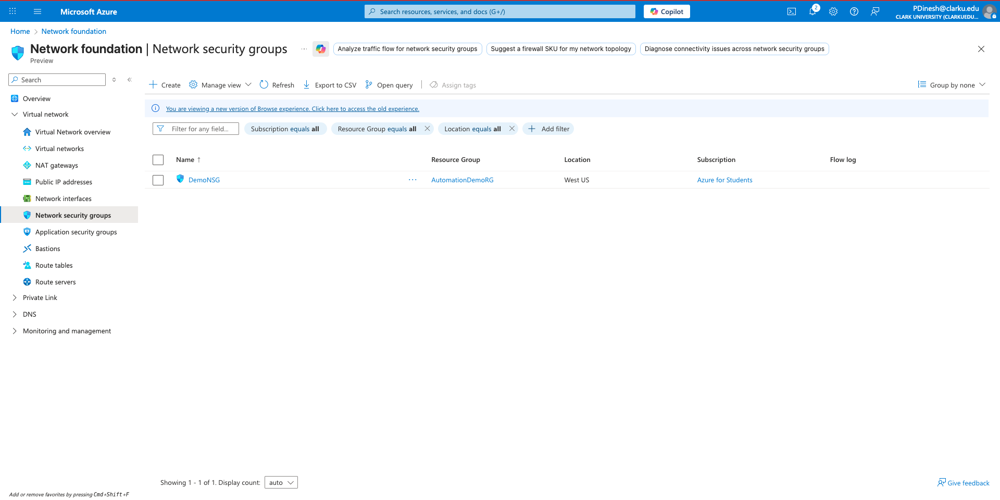 Microsoft Azure
Search resources, services, and docs (G+/)
Copilot
2
PDinesh@clarku.edu
CLARK UNIVERSITY (CLARKUEDU...
Home > Network foundation
Network foundation | Network security groups
...
Analyze traffic flow for network security groups
Suggest a firewall SKU for my network topology
Diagnose connectivity issues across network security groups
Preview
Search
Create
Manage view
Refresh
Export to CSV
Open query
Assign tags
Group by none
You are viewing a new version of Browse experience. Click here to access the old experience.
Filter for any field...
Subscription equals all
Resource Group equals all
Location equals all
Add filter
Name ↑
Resource Group
Location
Subscription
Flow log
DemoNSG
...
AutomationDemoRG
West US
Azure for Students
Overview
Virtual network
Virtual Network overview
Virtual networks
NAT gateways
Public IP addresses
Network interfaces
Network security groups
Application security groups
Bastions
Route tables
Route servers
Private Link
DNS
Monitoring and management
Showing 1 - 1 of 1. Display count:
auto
Give feedback
Add or remove favorites by pressing Cmd+Shift+F